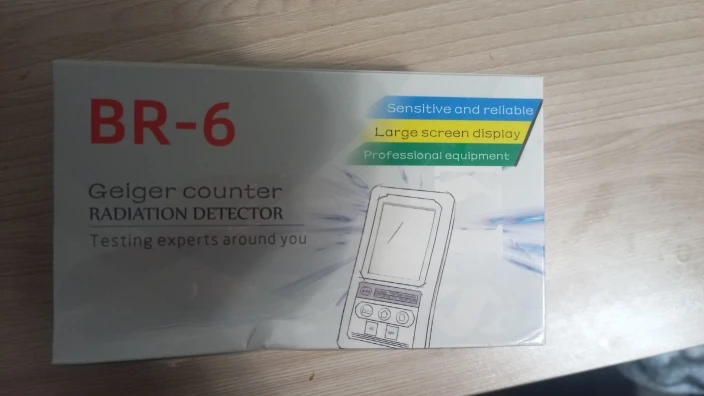 BR-6
Sensitive and reliable
Large screen display
Professional equipment
Geiger counter
RADIATION DETECTOR
Testing experts around you